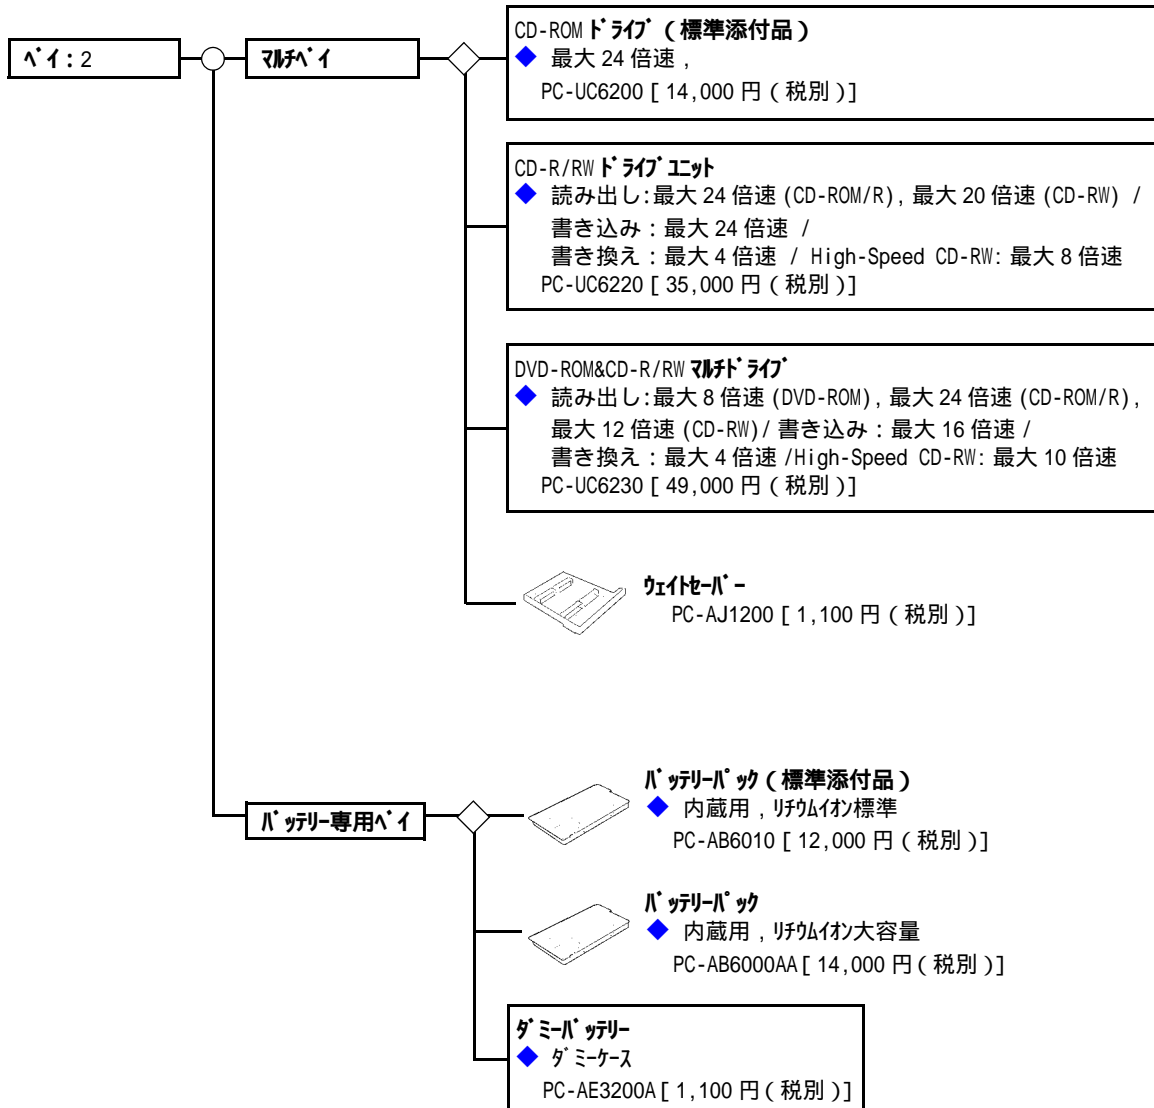 ﾍﾞｲ: 2
ﾏﾙﾁﾍﾞｲ
CD-ROM ﾄﾞﾗｲﾌﾞ（標準添付品）
◆ 最大 24 倍速 ,
PC-UC6200 [ 14,000 円 ( 税別 )]
CD-R/RW ﾄﾞﾗｲﾌﾞﾕﾆｯﾄ
◆ 読み出し:最大 24 倍速 (CD-ROM/R), 最大 20 倍速 (CD-RW) /
書き込み : 最大 24 倍速 /
書き換え : 最大 4 倍速 / High-Speed CD-RW: 最大 8 倍速
PC-UC6220 [ 35,000 円 ( 税別 )]
DVD-ROM&CD-R/RW ﾏﾙﾁﾄﾞﾗｲﾌﾞ
◆ 読み出し:最大 8 倍速 (DVD-ROM), 最大 24 倍速 (CD-ROM/R),
最大 12 倍速 (CD-RW)/ 書き込み : 最大 16 倍速 /
書き換え : 最大 4 倍速 /High-Speed CD-RW: 最大 10 倍速
PC-UC6230 [ 49,000 円 ( 税別 )]
ｳｪｲﾄｾｰﾊﾞｰ
PC-AJ1200 [ 1,100 円 ( 税別 )]
ﾊﾞｯﾃﾘｰ専用ﾍﾞｲ
ﾊﾞｯﾃﾘｰﾊﾟｯｸ（標準添付品）
◆ 内蔵用 , ﾘﾁｳﾑｲｵﾝ標準
PC-AB6010 [ 12,000 円 ( 税別 )]
ﾊﾞｯﾃﾘｰﾊﾟｯｸ
◆ 内蔵用 , ﾘﾁｳﾑｲｵﾝ大容量
PC-AB6000AA [ 14,000 円 ( 税別 )]
ﾀﾞﾐｰﾊﾞｯﾃﾘｰ
◆ ﾀﾞﾐｰｹｰｽ
PC-AE3200A [ 1,100 円 ( 税別 )]